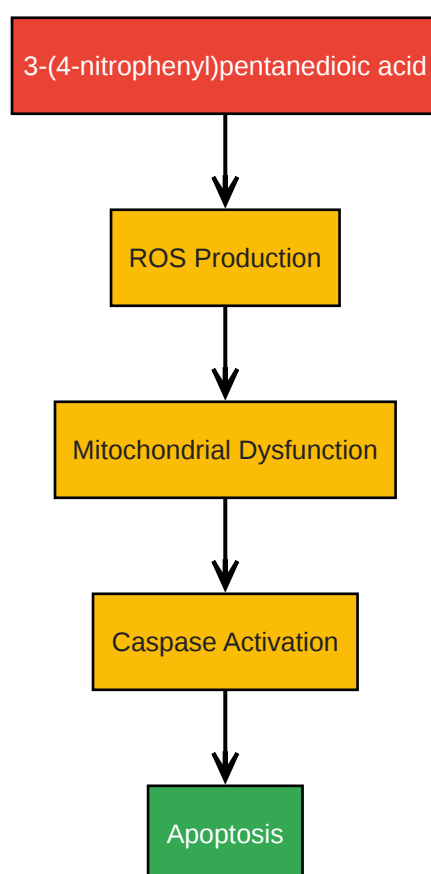 3-(4-nitrophenyl)pentanedioic acid
ROS Production
Mitochondrial Dysfunction
Caspase Activation
Apoptosis